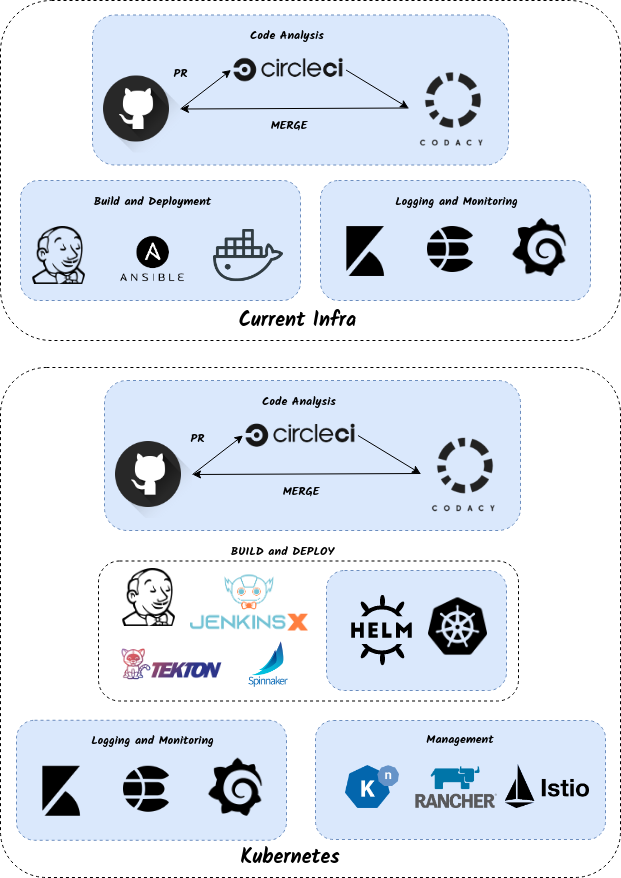 Code Analysis
PR
circleci
MERGE
CODACY
Build and Deployment
Logging and Monitoring
A
ANSIBLE
Current Infra
Code Analysis
PR
circleci
MERGE
CODACY
BUILD and DEPLOY
JENKINS X
HELM
TEKTON
Spinnaker
Logging and Monitoring
Management
K n
RANCHER
Istio
Kubernetes